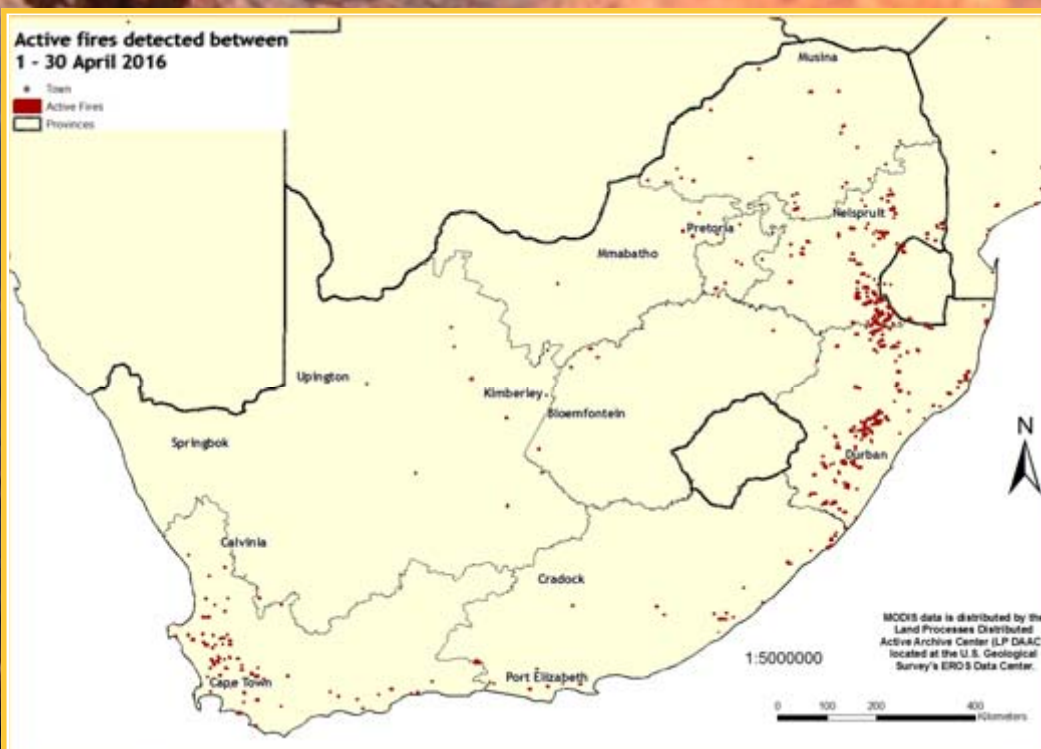 Active fires detected between
1 - 30 April 2016
Town
Active Fires
Provinces
Musina
Nelspruit
Pretoria
Mmabatho
Upington
Kimberley
Bloemfontein
Springbok
Durban
Calvinia
Cradock
N
Cape Town
Port Elizabeth
1:5000000
MODIS data is distributed by the
Land Processes Distributed
Active Archive Center (LP DAAC)
located at the U.S. Geological
Survey's EROS Data Center.
0 100 200 400
Kilometers